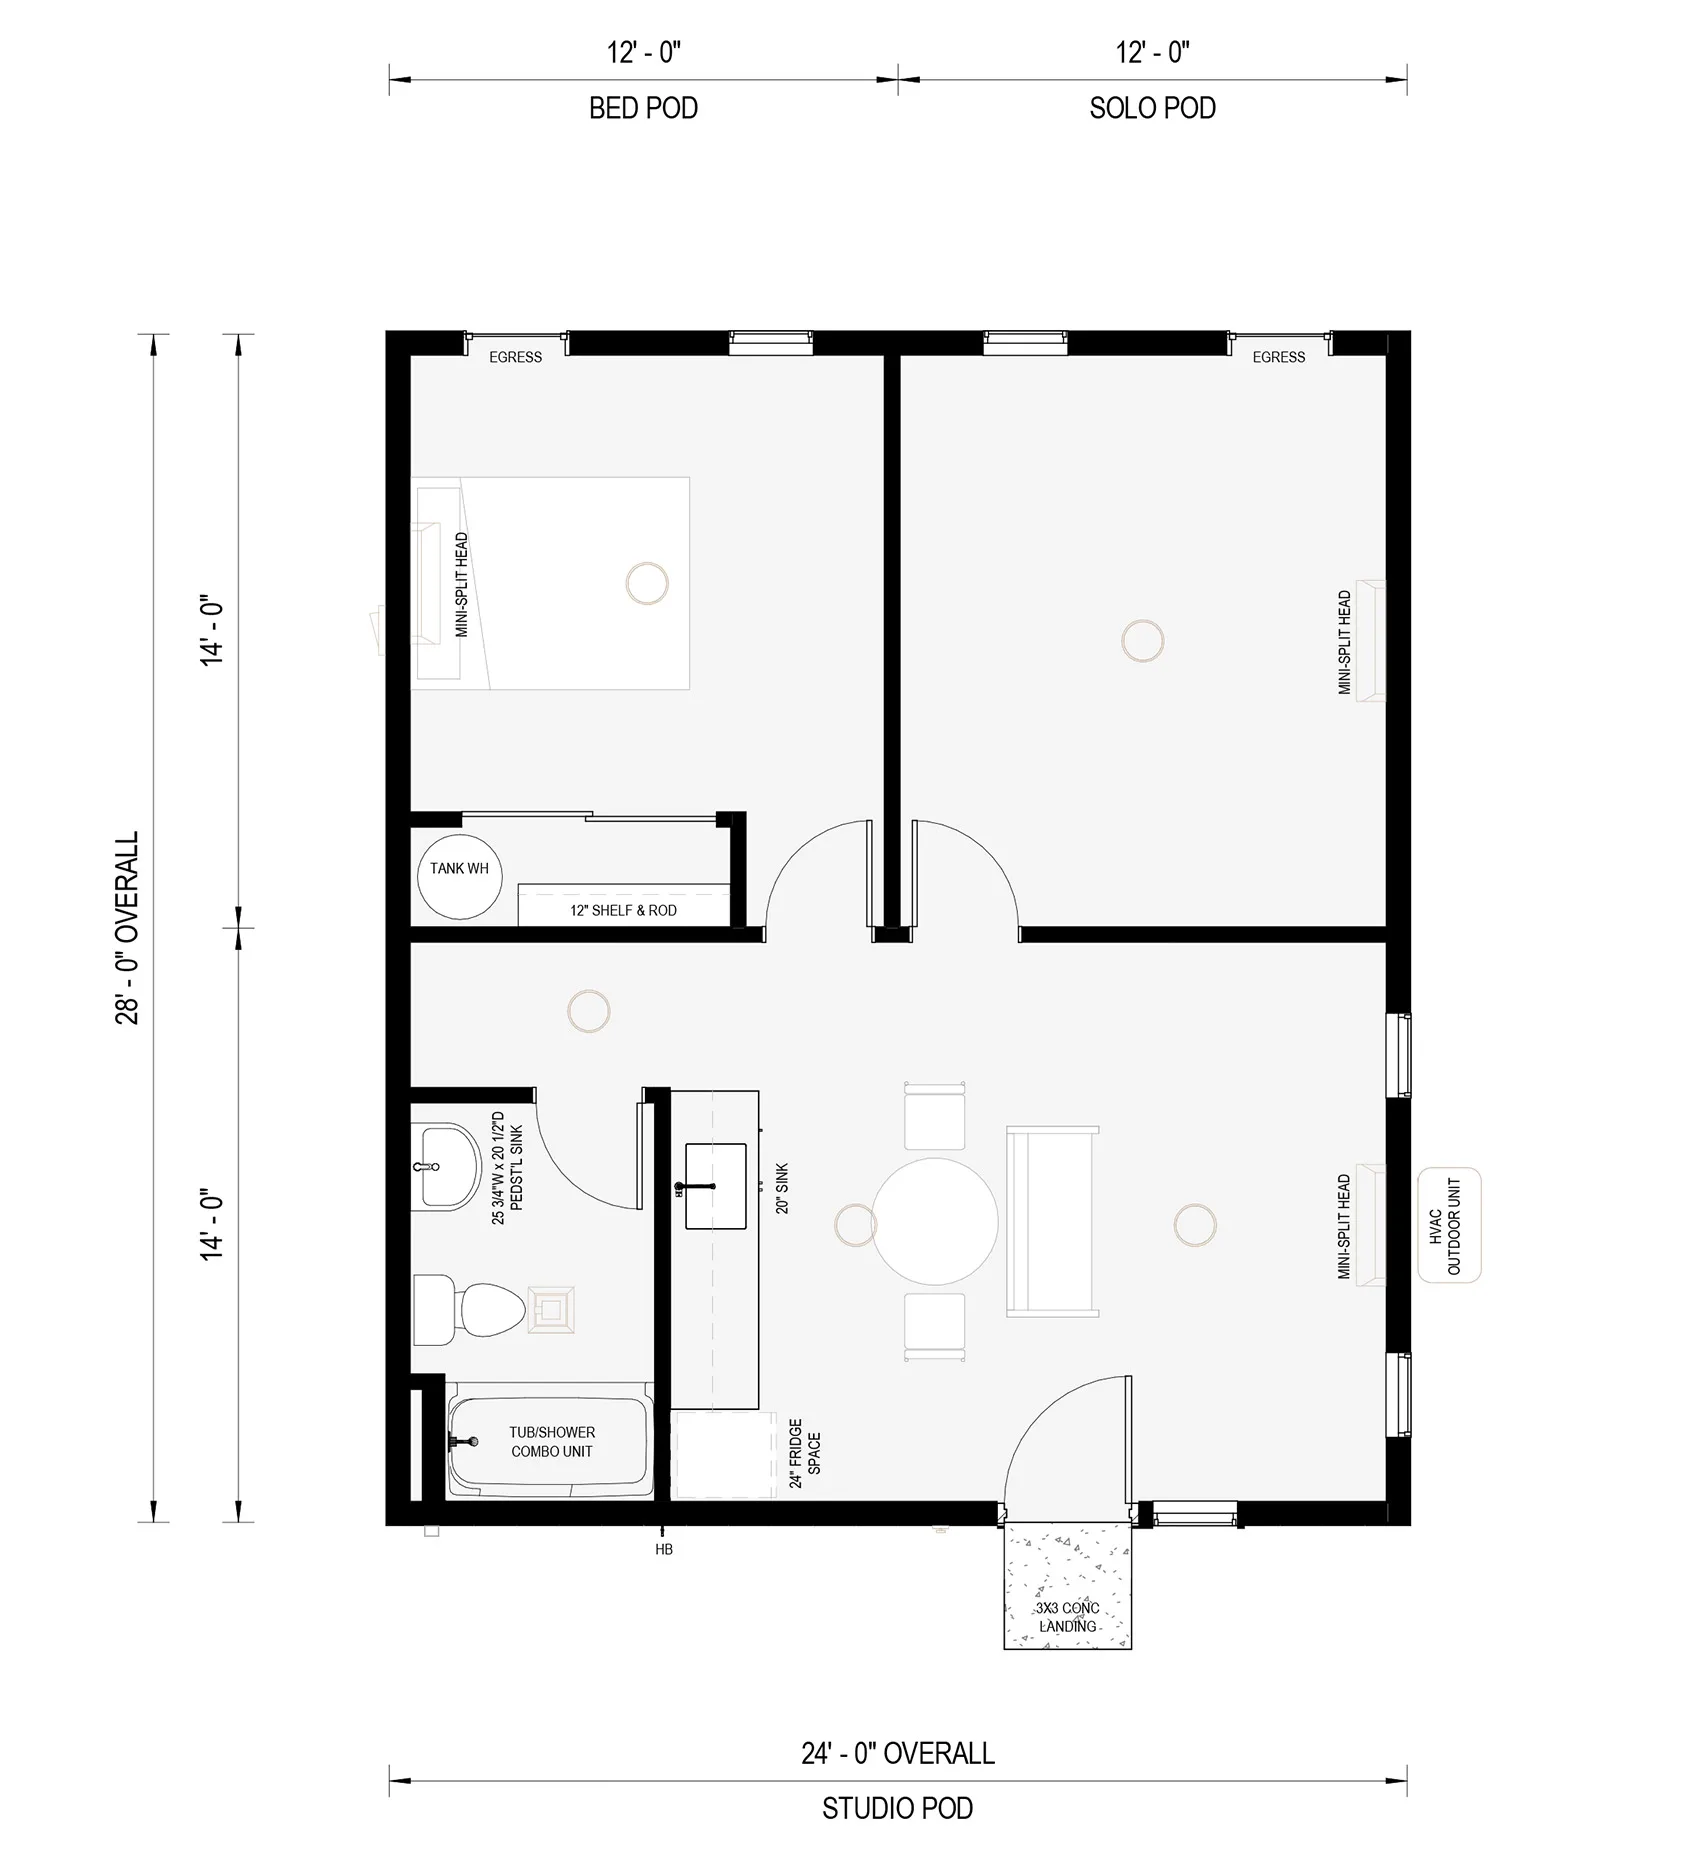 12' - 0"
12' - 0"
BED POD
SOLO POD
EGRESS
EGRESS
MINI-SPLIT HEAD
MINI-SPLIT HEAD
14' - 0"
28' - 0" OVERALL
TANK WH
12" SHELF & ROD
25 3/4"W x 20 1/2"D
PEDST'L SINK
20" SINK
14' - 0"
MINI-SPLIT HEAD
HVAC
OUTDOOR UNIT
TUB/SHOWER
COMBO UNIT
24" FRIDGE
SPACE
HB
3X3 CONC
LANDING
24' - 0" OVERALL
STUDIO POD